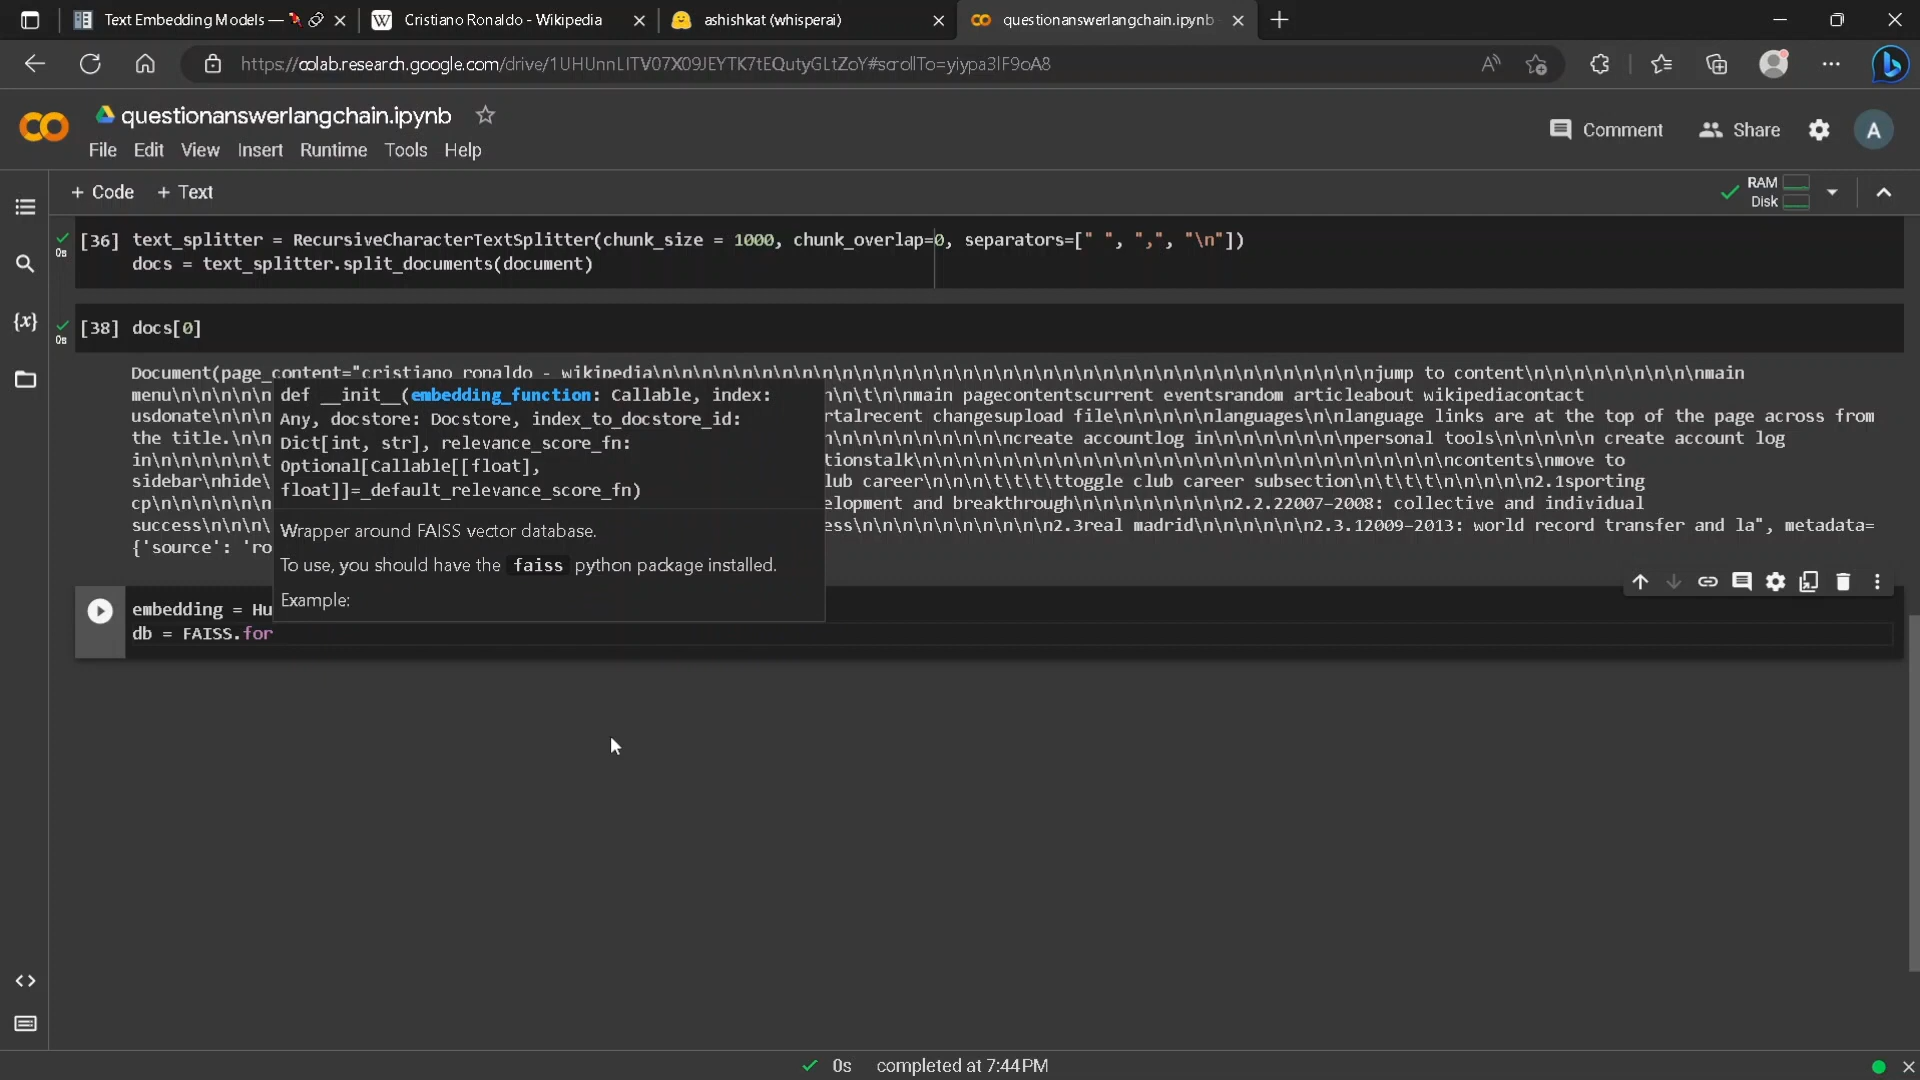 Text Embedding Models —
Cristiano Ronaldo - Wikipedia
ashishkat (whisperai)
questionanswerlangchain.ipynb
https://colab.research.google.com/drive/1UHUnnLITV07X09JEYTK7tEQutyGLtZoY#scrollTo=yiypa3lF9oA8
questionanswerlangchain.ipynb
Comment
Share
A
File Edit View Insert Runtime Tools Help
+ Code + Text
RAM
Disk
[36] text_splitter = RecursiveCharacterTextSplitter(chunk_size = 1000, chunk_overlap=0, separators=[" ", ",", "\n"])
0s
docs = text_splitter.split_documents(document)
[38] docs[0]
0s
Document(page_content="cristiano ronaldo - wikipedia\n\n\n\n\n\n\n\n\n\n\n\n\n\n\n\n\n\n\n\n\n\n\n\n\n\n\n\n\n\n\njump to content\n\n\n\n\n\n\n\nmain
menu\n\n\n\n\n \n\t\n\nmain pagecontentscurrent eventsrandom articleabout wikipediacontact
usdonate\n\n\n rtalrecent changesupload file\n\n\n\nlanguages\n\nlanguage links are at the top of the page across from
the title.\n\n \n\n\n\n\n\n\n\n\n\ncreate accountlog in\n\n\n\n\n\npersonal tools\n\n\n\n\n create account log
in\n\n\n\n\n\t tionstalk\n\n\n\n\n\n\n\n\n\n\n\n\n\n\n\n\n\n\n\n\n\n\n\n\n\n\n\n\n\ncontents\nmove to
sidebar\nhide\ lub career\n\n\n\t\t\t\ttoggle club career subsection\n\t\t\t\n\n\n\n2.1sporting
cp\n\n\n\n\n\n elopment and breakthrough\n\n\n\n\n\n\n2.2.22007–2008: collective and individual
success\n\n\n\ ess\n\n\n\n\n\n\n\n\n2.3real madrid\n\n\n\n\n\n2.3.12009–2013: world record transfer and la", metadata=
{'source': 'ro
def __init__(embedding_function: Callable, index:
Any, docstore: Docstore, index_to_docstore_id:
Dict[int, str], relevance_score_fn:
Optional[Callable[[float],
float]]=_default_relevance_score_fn)
Wrapper around FAISS vector database.
To use, you should have the faiss python package installed.
Example:
embedding = Hu
db = FAISS.for
0s completed at 7:44 PM